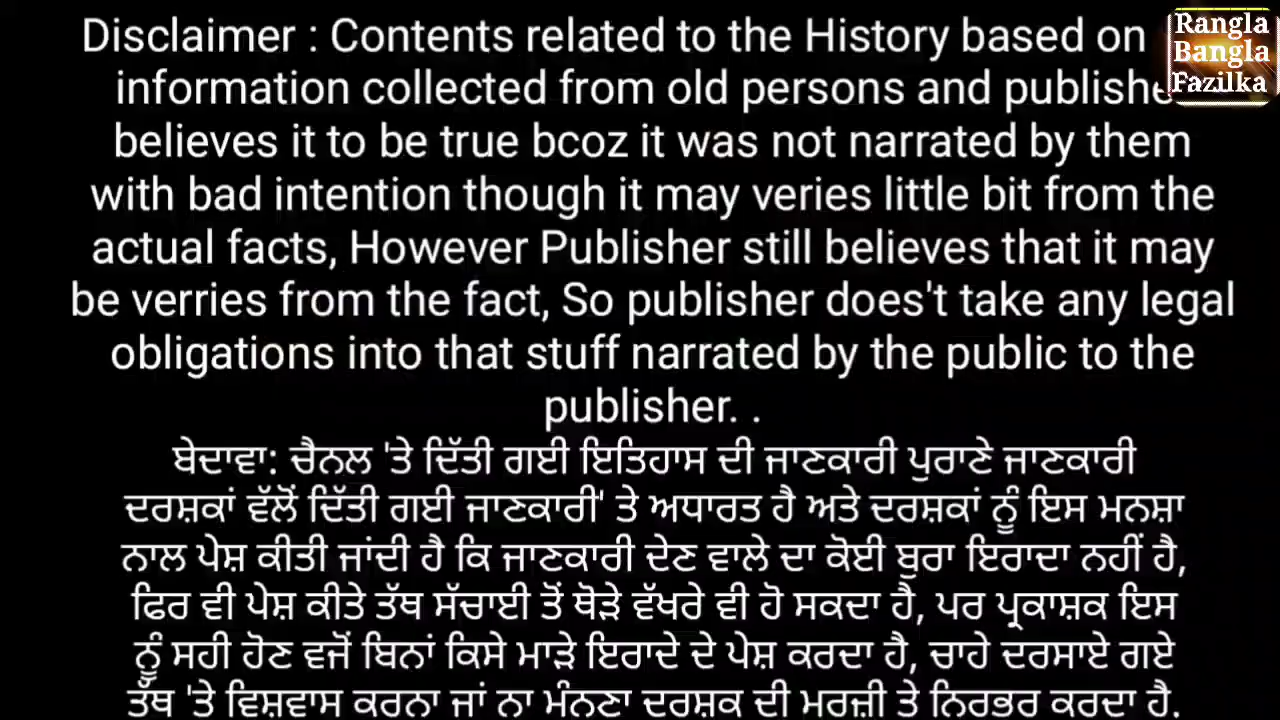 Disclaimer : Contents related to the History based on
information collected from old persons and publishe
believes it to be true bcoz it was not narrated by them
with bad intention though it may veries little bit from the
actual facts, However Publisher still believes that it may
be verries from the fact, So publisher does't take any legal
obligations into that stuff narrated by the public to the
publisher. .
ਬੇਦਾਵਾ: ਚੈਨਲ 'ਤੇ ਦਿੱਤੀ ਗਈ ਇਤਿਹਾਸ ਦੀ ਜਾਣਕਾਰੀ ਪੁਰਾਣੇ ਜਾਣਕਾਰੀ
ਦਰਸ਼ਕਾਂ ਵੱਲੋਂ ਦਿੱਤੀ ਗਈ ਜਾਣਕਾਰੀ' ਤੇ ਅਧਾਰਤ ਹੈ ਅਤੇ ਦਰਸ਼ਕਾਂ ਨੂੰ ਇਸ ਮਨਸ਼ਾ
ਨਾਲ ਪੇਸ਼ ਕੀਤੀ ਜਾਂਦੀ ਹੈ ਕਿ ਜਾਣਕਾਰੀ ਦੇਣ ਵਾਲੇ ਦਾ ਕੋਈ ਬੁਰਾ ਇਰਾਦਾ ਨਹੀਂ ਹੈ,
ਫਿਰ ਵੀ ਪੇਸ਼ ਕੀਤੇ ਤੱਥ ਸੱਚਾਈ ਤੋਂ ਥੋੜੇ ਵੱਖਰੇ ਵੀ ਹੋ ਸਕਦਾ ਹੈ, ਪਰ ਪ੍ਰਕਾਸ਼ਕ ਇਸ
ਨੂੰ ਸਹੀ ਹੋਣ ਵਜੋਂ ਬਿਨਾਂ ਕਿਸੇ ਮਾੜੇ ਇਰਾਦੇ ਦੇ ਪੇਸ਼ ਕਰਦਾ ਹੈ, ਚਾਹੇ ਦਰਸਾਏ ਗਏ
ਤੱਥ 'ਤੇ ਵਿਸ਼ਵਾਸ ਕਰਨਾ ਜਾਂ ਨਾ ਮੰਨਣਾ ਦਰਸ਼ਕ ਦੀ ਮਰਜ਼ੀ ਤੇ ਨਿਰਭਰ ਕਰਦਾ ਹੈ.
Rangla
Bangla
Fazilka